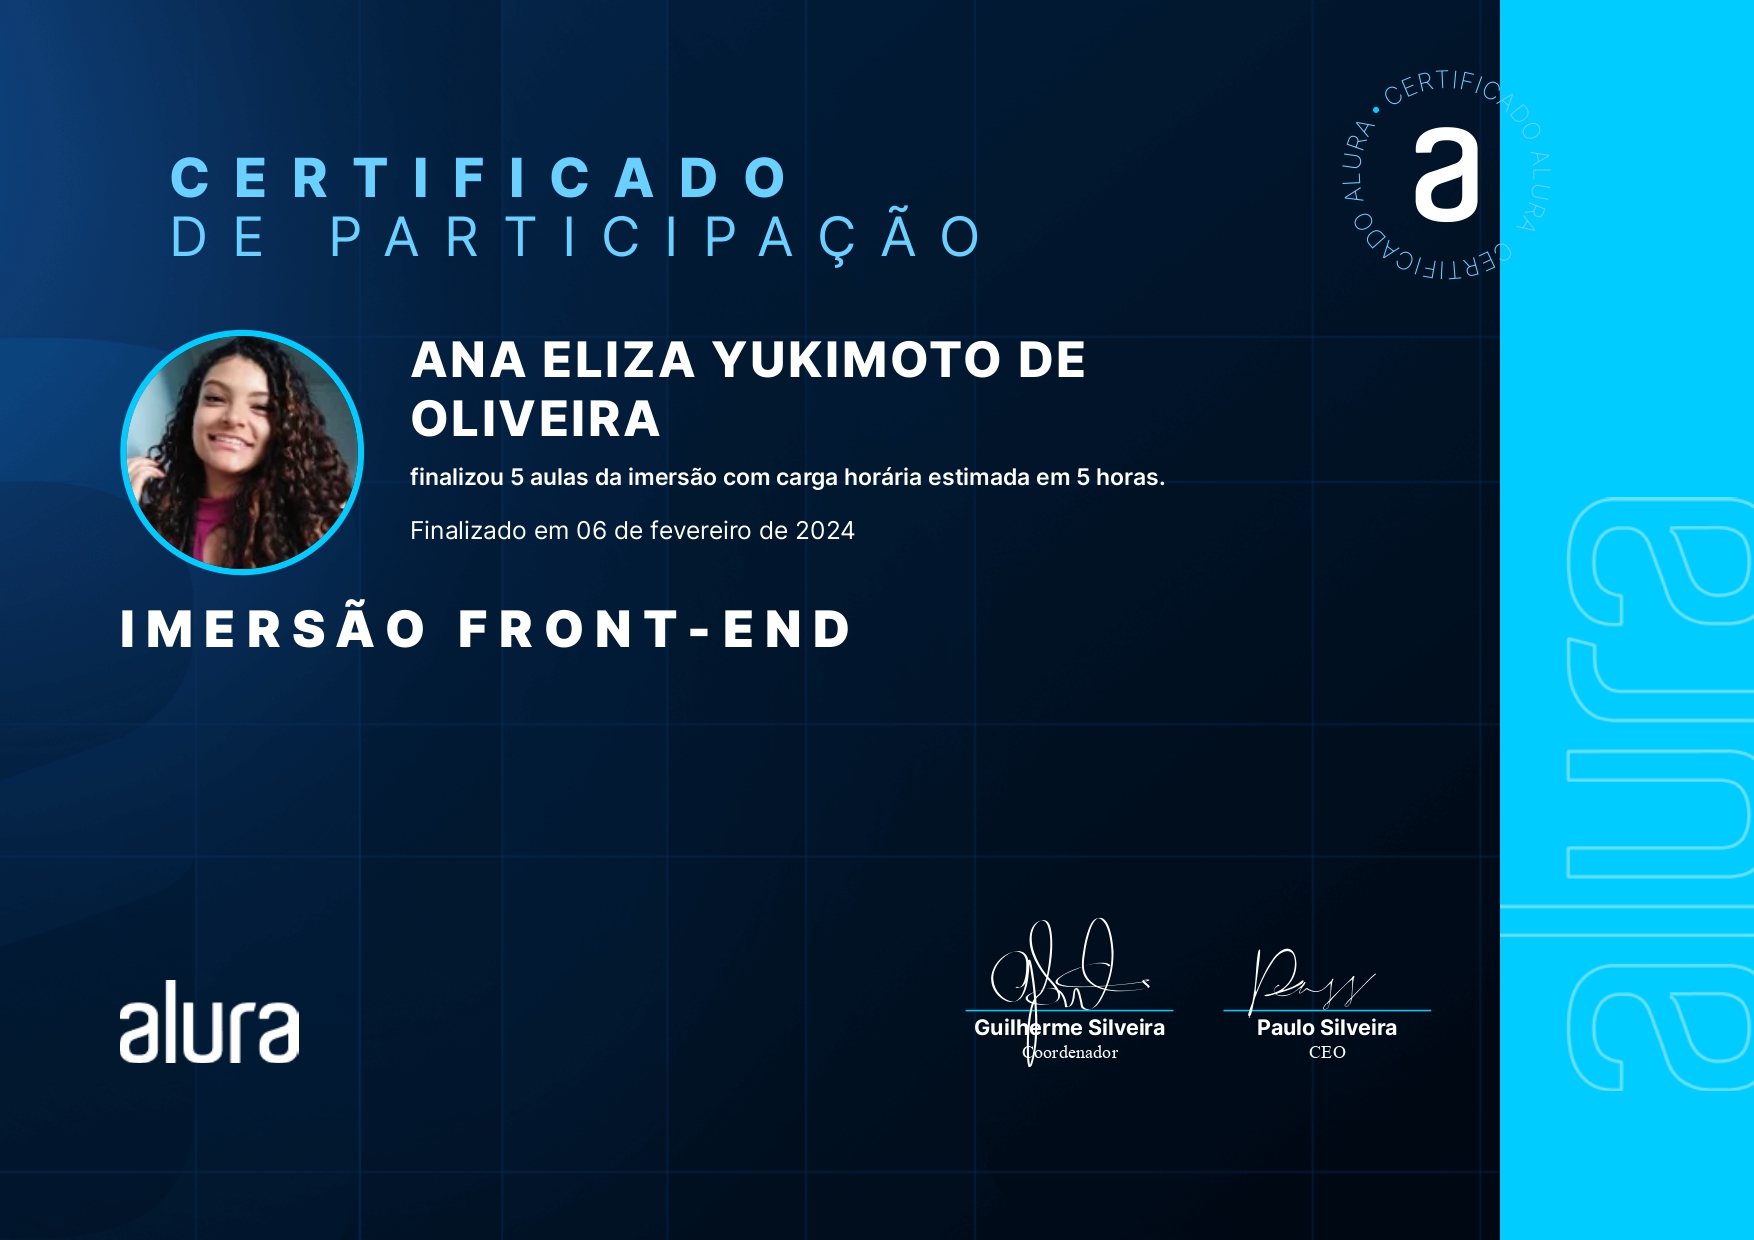 CERTIFICADO
DE PARTICIPAÇÃO
• CERTIFICADO ALURA CERTIFICADO ALURA
a
ANA ELIZA YUKIMOTO DE
OLIVEIRA
finalizou 5 aulas da imersão com carga horária estimada em 5 horas.
Finalizado em 06 de fevereiro de 2024
IMERSÃO FRONT-END
alura
Guilherme Silveira
Coordenador
Paulo Silveira
CEO
alura